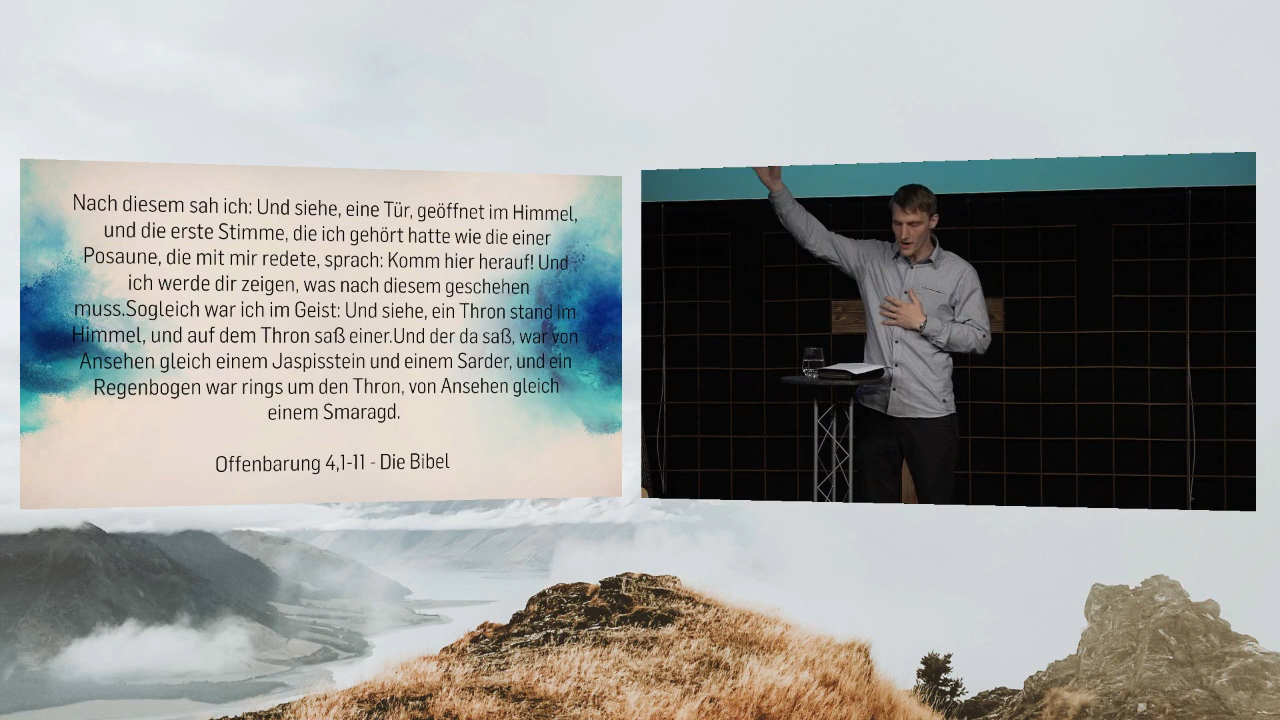 Nach diesem sah ich: Und siehe, eine Tür, geöffnet im Himmel,
und die erste Stimme, die ich gehört hatte wie die einer
Posaune, die mit mir redete, sprach: Komm hier herauf! Und
ich werde dir zeigen, was nach diesem geschehen
muss.Sogleich war ich im Geist: Und siehe, ein Thron stand im
Himmel, und auf dem Thron saß einer.Und der da saß, war von
Ansehen gleich einem Jaspisstein und einem Sarder, und ein
Regenbogen war rings um den Thron, von Ansehen gleich
einem Smaragd.
Offenbarung 4,1-11 - Die Bibel